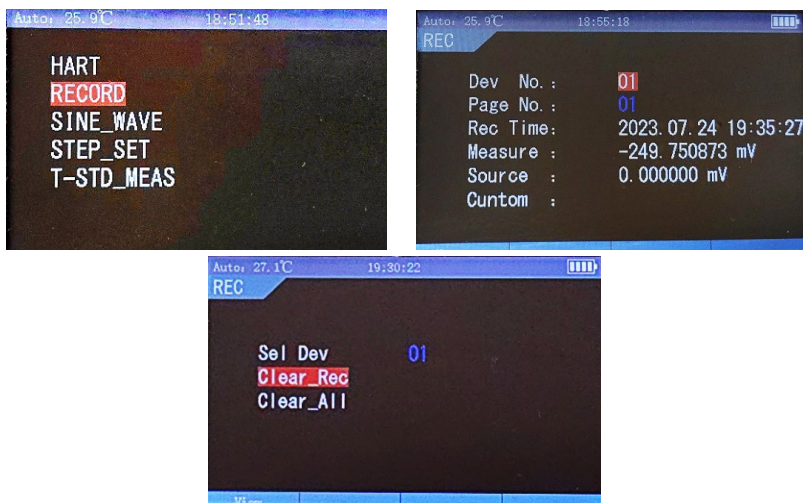 Auto: 25.9℃ 18:51:48
HART
RECORD
SINE_WAVE
STEP_SET
T-STD_MEAS
Auto: 25.9℃ 18:55:18
REC
Dev No.: 01
Page No.: 01
Rec Time: 2023.07.24 19:35:27
Measure : -249.750873 mV
Source : 0.000000 mV
Cuntom :
Auto: 27.1℃ 19:30:22
REC
Sel Dev 01
Clear_Rec
Clear_All
View